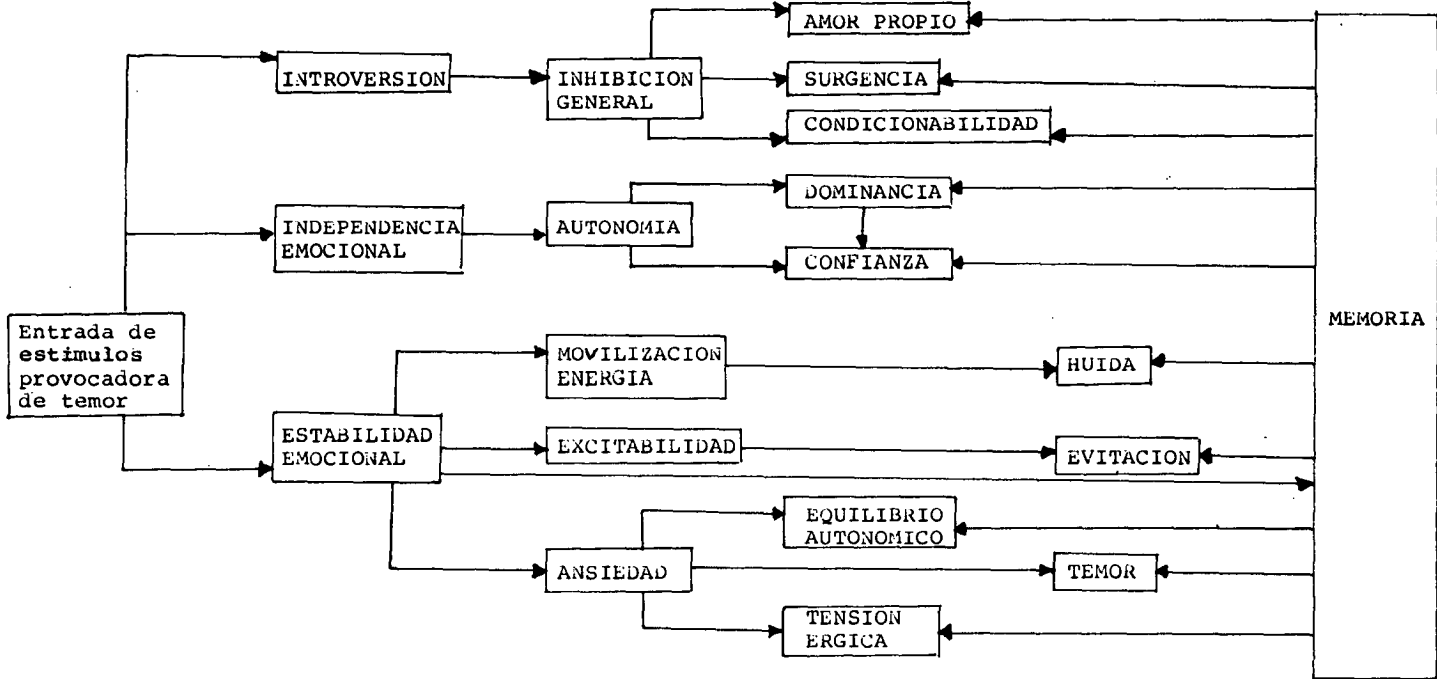 AMOR PROPIO
INTROVERSION
INHIBICION
GENERAL
SURGENCIA
CONDICIONABILIDAD
DOMINANCIA
INDEPENDENCIA
EMOCIONAL
AUTONOMIA
CONFIANZA
Entrada de
estimulos
provocadora
de temor
MEMORIA
MOVILIZACION
ENERGIA
HUIDA
ESTABILIDAD
EMOCIONAL
EXCITABILIDAD
EVITACION
EQUILIBRIO
AUTONOMICO
ANSIEDAD
TEMOR
TENSION
ERGICA